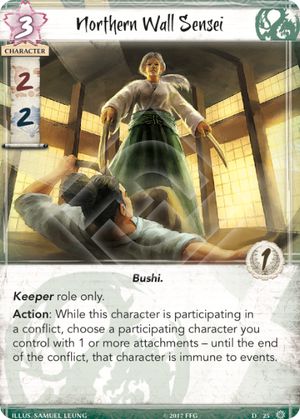 3
Northern Wall Sensei
CHARACTER
2
2
1
Bushi.
Keeper role only.
Action: While this character is participating in
a conflict, choose a participating character you
control with 1 or more attachments – until the end
of the conflict, that character is immune to events.
ILLUS. SAMUEL LEUNG
©2017 FFG
D 25